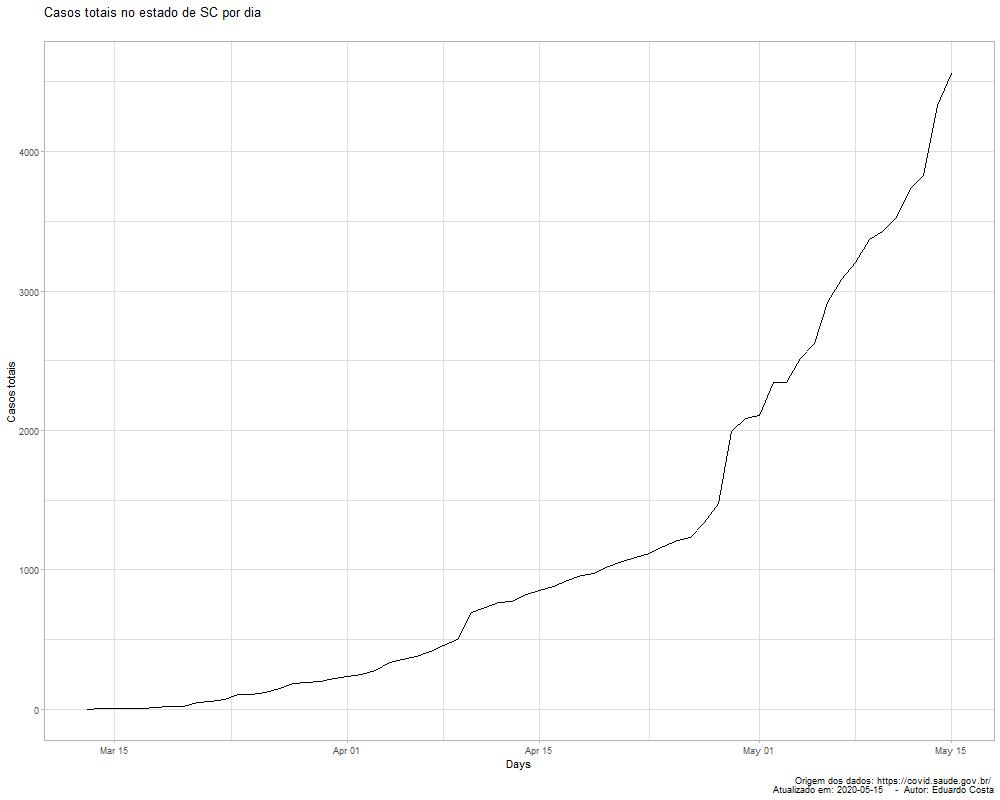 Casos totais no estado de SC por dia
Casos totais
4000
3000
2000
1000
0
Mar 15
Apr 01
Apr 15
May 01
May 15
Days
Origem dos dados: https://covid.saude.gov.br/
Atualizado em: 2020-05-15 - Autor: Eduardo Costa